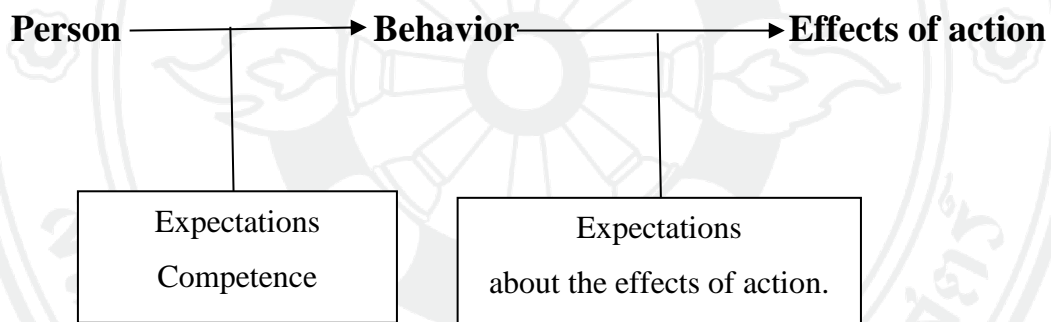 Person Behavior Effects of action
Expectations
Competence
Expectations
about the effects of action.